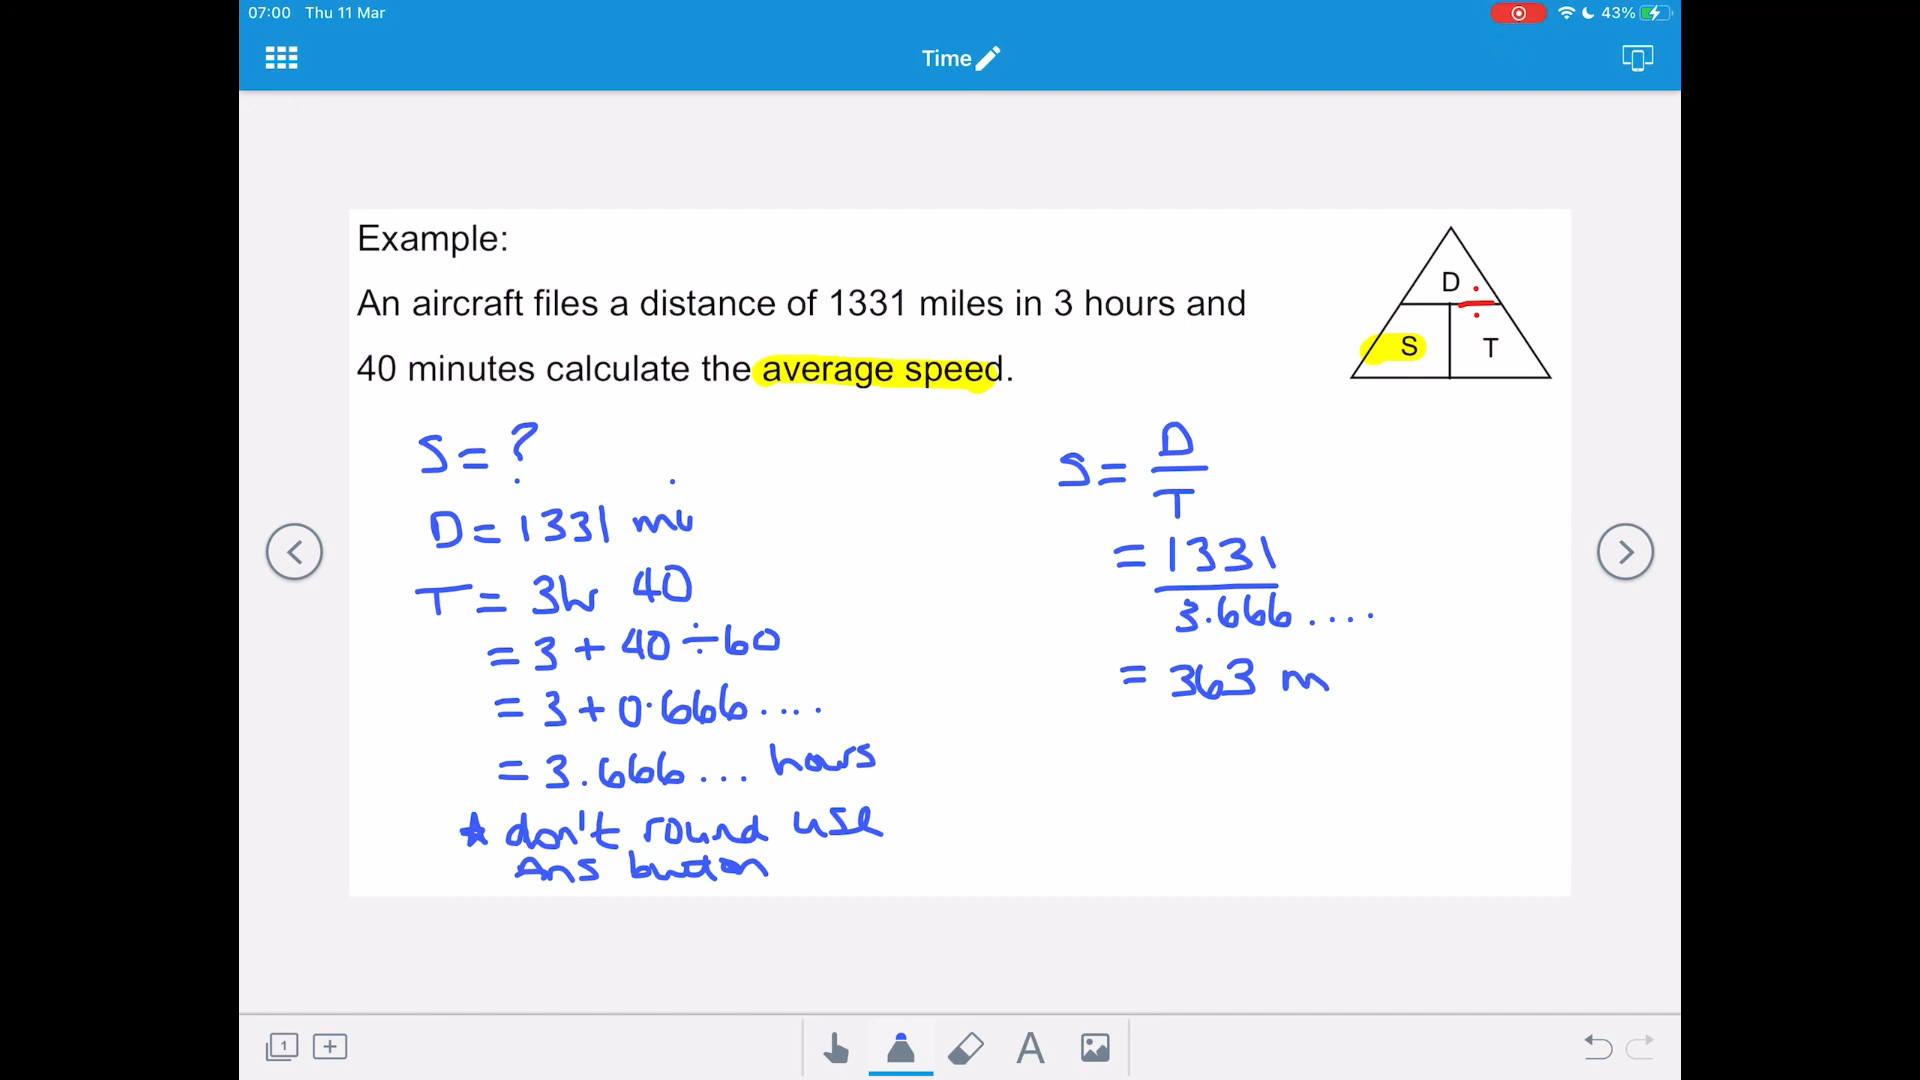 07:00 Thu 11 Mar
43%
Time
Example:
An aircraft files a distance of 1331 miles in 3 hours and
40 minutes calculate the average speed.
D ÷
S T
S = ?
D = 1331 mi
T = 3hr 40
= 3 + 40 ÷ 60
= 3 + 0.666 ....
= 3.666 ... hours
* don't round use
Ans button
S = D
T
= 1331
3.666 ....
= 363 m
1
A